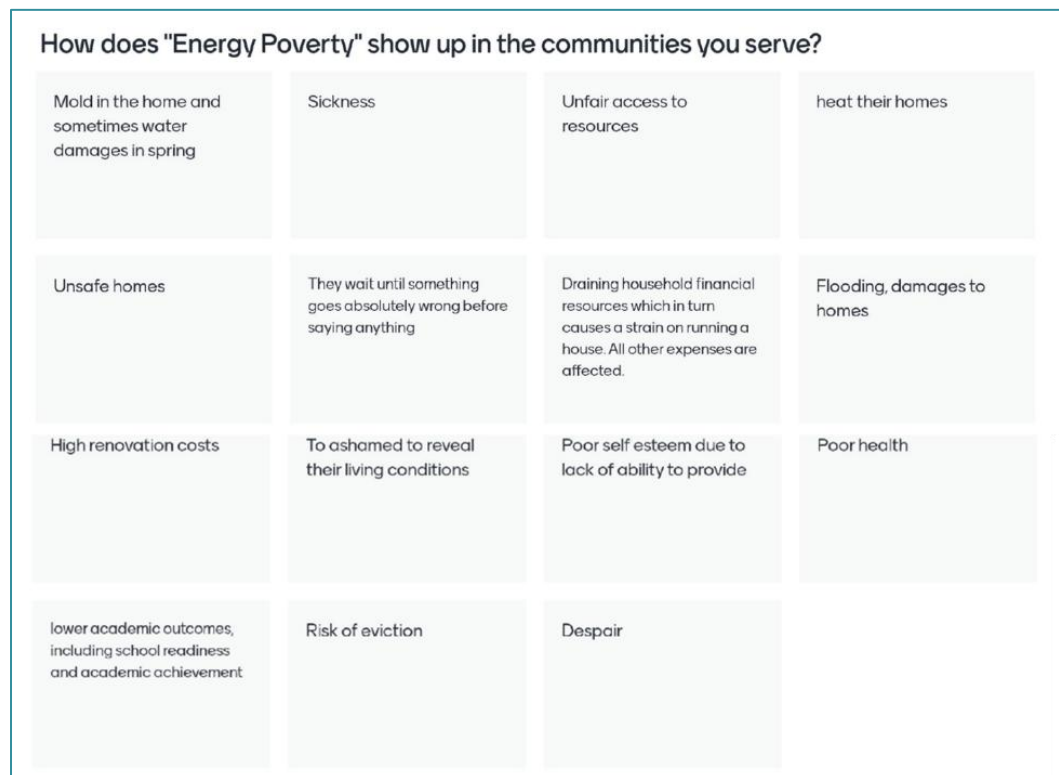 How does "Energy Poverty" show up in the communities you serve?
Mold in the home and
sometimes water
damages in spring
Sickness
Unfair access to
resources
heat their homes
Unsafe homes
They wait until something
goes absolutely wrong before
saying anything
Draining household financial
resources which in turn
causes a strain on running a
house. All other expenses are
affected.
Flooding, damages to
homes
High renovation costs
To ashamed to reveal
their living conditions
Poor self esteem due to
lack of ability to provide
Poor health
lower academic outcomes,
including school readiness
and academic achievement
Risk of eviction
Despair